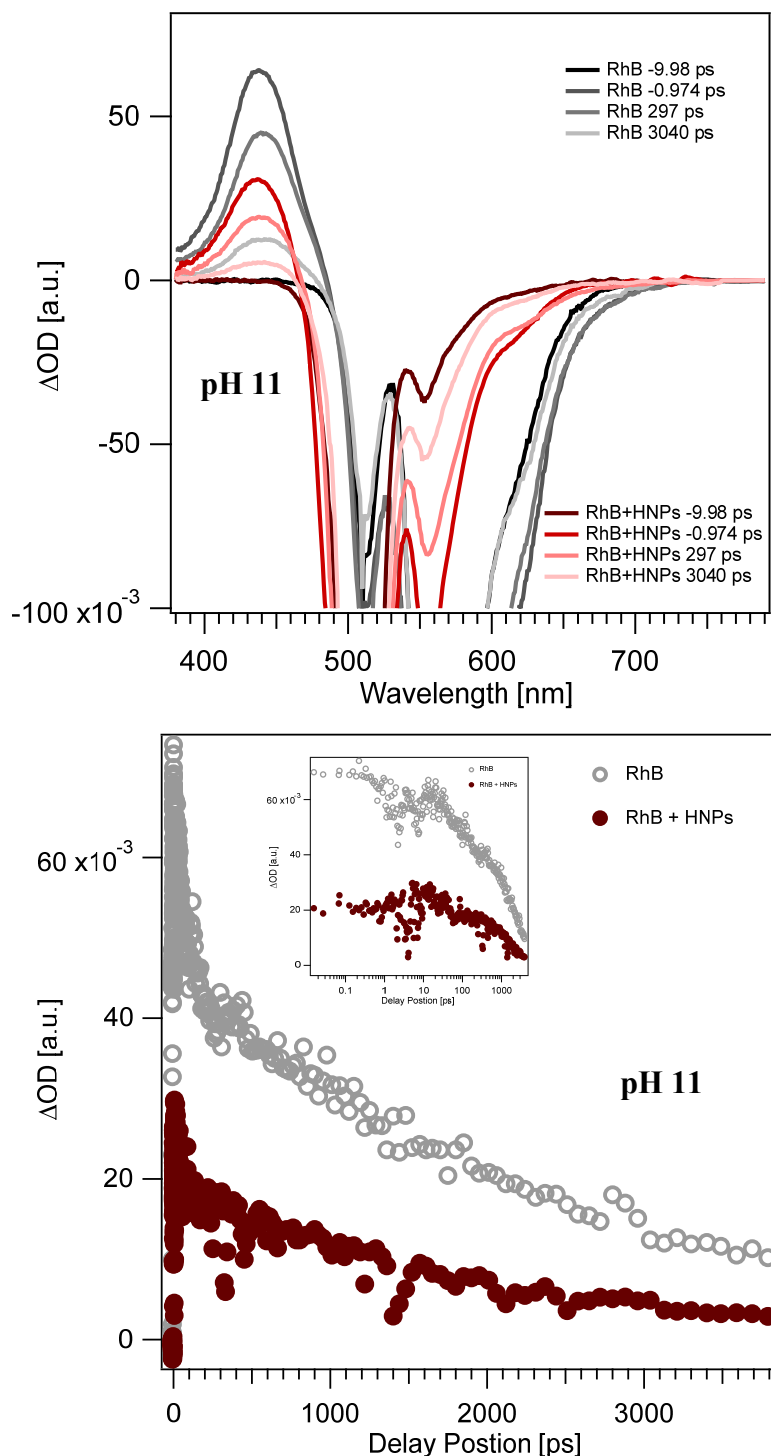 RhB -9.98 ps
RhB -0.974 ps
RhB 297 ps
RhB 3040 ps
50
0
-50
-100 x10⁻³
ΔOD [a.u.]
pH 11
RhB+HNPs -9.98 ps
RhB+HNPs -0.974 ps
RhB+HNPs 297 ps
RhB+HNPs 3040 ps
400 500 600 700
Wavelength [nm]
RhB
RhB + HNPs
60 x10⁻³
40
20
0
ΔOD [a.u.]
RhB
RhB + HNPs
60 x10⁻³
40
20
0
ΔOD [a.u.]
0.1 1 10 100 1000
Delay Postion [ps]
pH 11
0 1000 2000 3000
Delay Postion [ps]